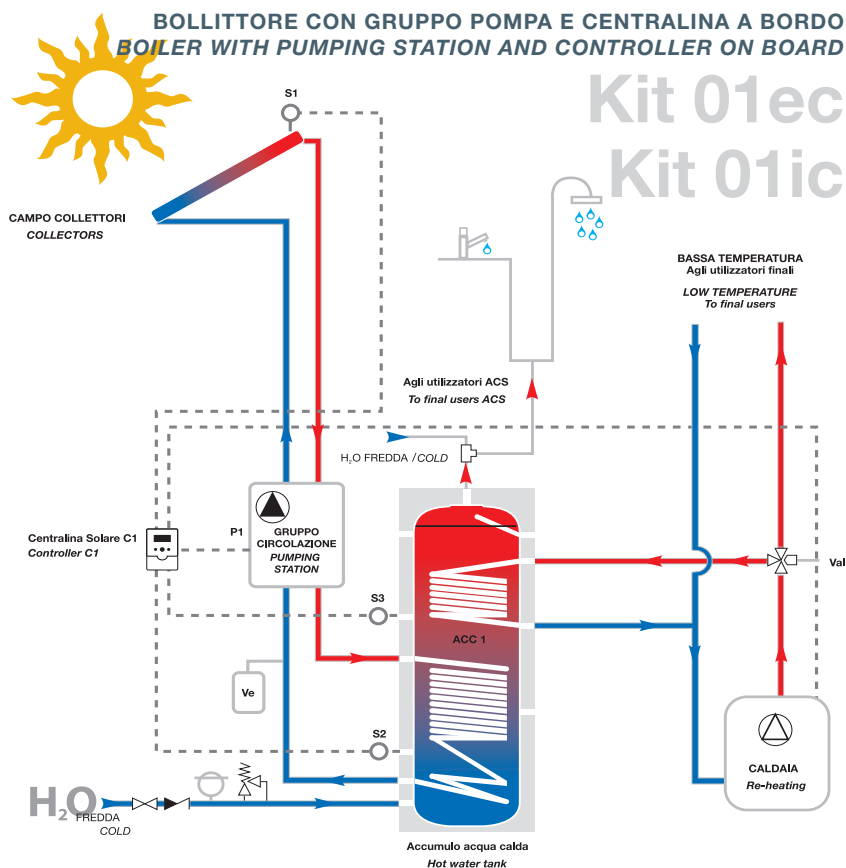 BOLLITTORE CON GRUPPO POMPA E CENTRALINA A BORDO
BOILER WITH PUMPING STATION AND CONTROLLER ON BOARD
Kit 01ec
Kit 01ic
S1
CAMPO COLLETTORI
COLLECTORS
BASSA TEMPERATURA
Agli utilizzatori finali
LOW TEMPERATURE
To final users
Agli utilizzatori ACS
To final users ACS
H₂O FREDDA /COLD
P1
GRUPPO
CIRCOLAZIONE
PUMPING
STATION
Centralina Solare C1
Controller C1
Val
S3
ACC 1
Ve
S2
CALDAIA
Re-heating
H₂O FREDDA
COLD
Accumulo acqua calda
Hot water tank